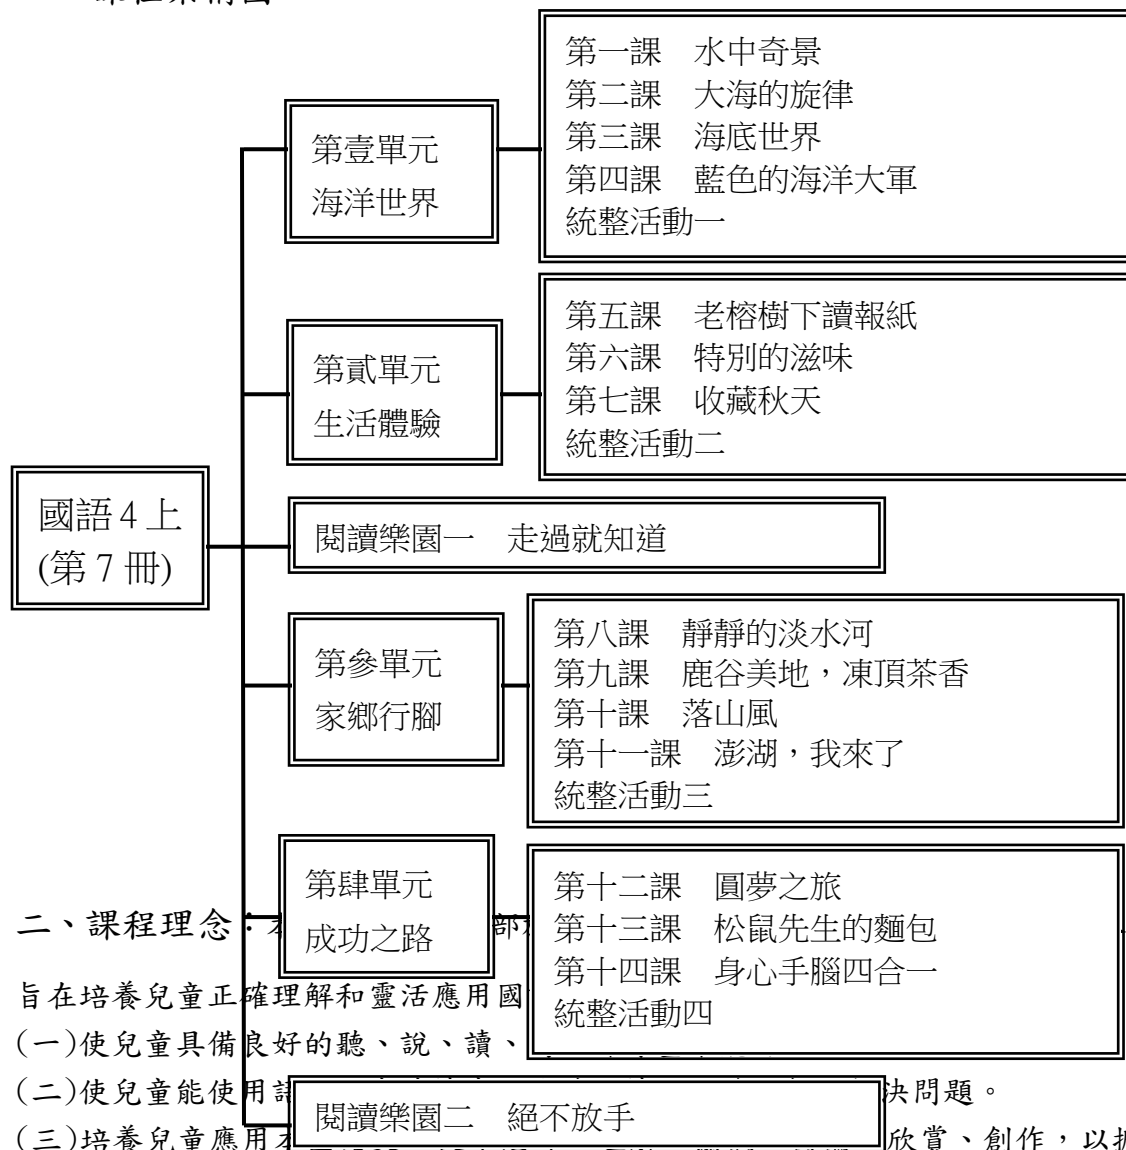 第壹單元
海洋世界
第一課　水中奇景
第二課　大海的旋律
第三課　海底世界
第四課　藍色的海洋大軍
統整活動一
第貳單元
生活體驗
第五課　老榕樹下讀報紙
第六課　特別的滋味
第七課　收藏秋天
統整活動二
國語4上
(第7冊)
閱讀樂園一　走過就知道
第參單元
家鄉行腳
第八課　靜靜的淡水河
第九課　鹿谷美地，凍頂茶香
第十課　落山風
第十一課　澎湖，我來了
統整活動三
第肆單元
成功之路
第十二課　圓夢之旅
第十三課　松鼠先生的麵包
第十四課　身心手腦四合一
統整活動四
閱讀樂園二　絕不放手
二、課程理念：
旨在培養兒童正確理解和靈活應用國
(一)使兒童具備良好的聽、說、讀、
(二)使兒童能使用 決問題。
(三)培養兒童應用 欣賞、創作，以